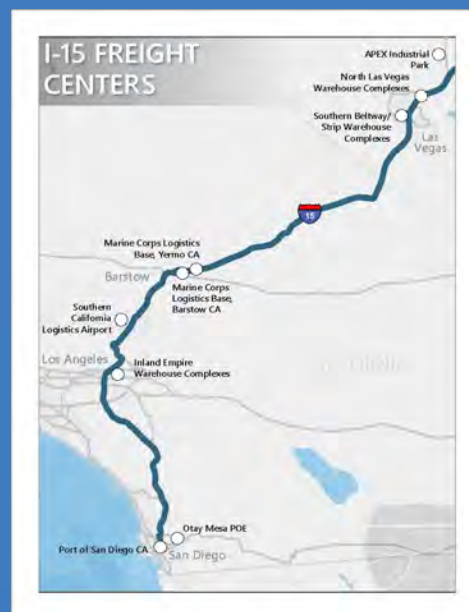 I-15 FREIGHT
CENTERS
APEX Industrial
Park
North Las Vegas
Warehouse Complexes
Southern Beltway/
Strip Warehouse
Complexes
Las
Vegas
15
Marine Corps Logistics
Base, Yermo CA
Barstow
Marine Corps
Logistics Base,
Barstow CA
Southern
California
Logistics Airport
Los Angeles
Inland Empire
Warehouse Complexes
Otay Mesa POE
Port of San Diego CA
San Diego